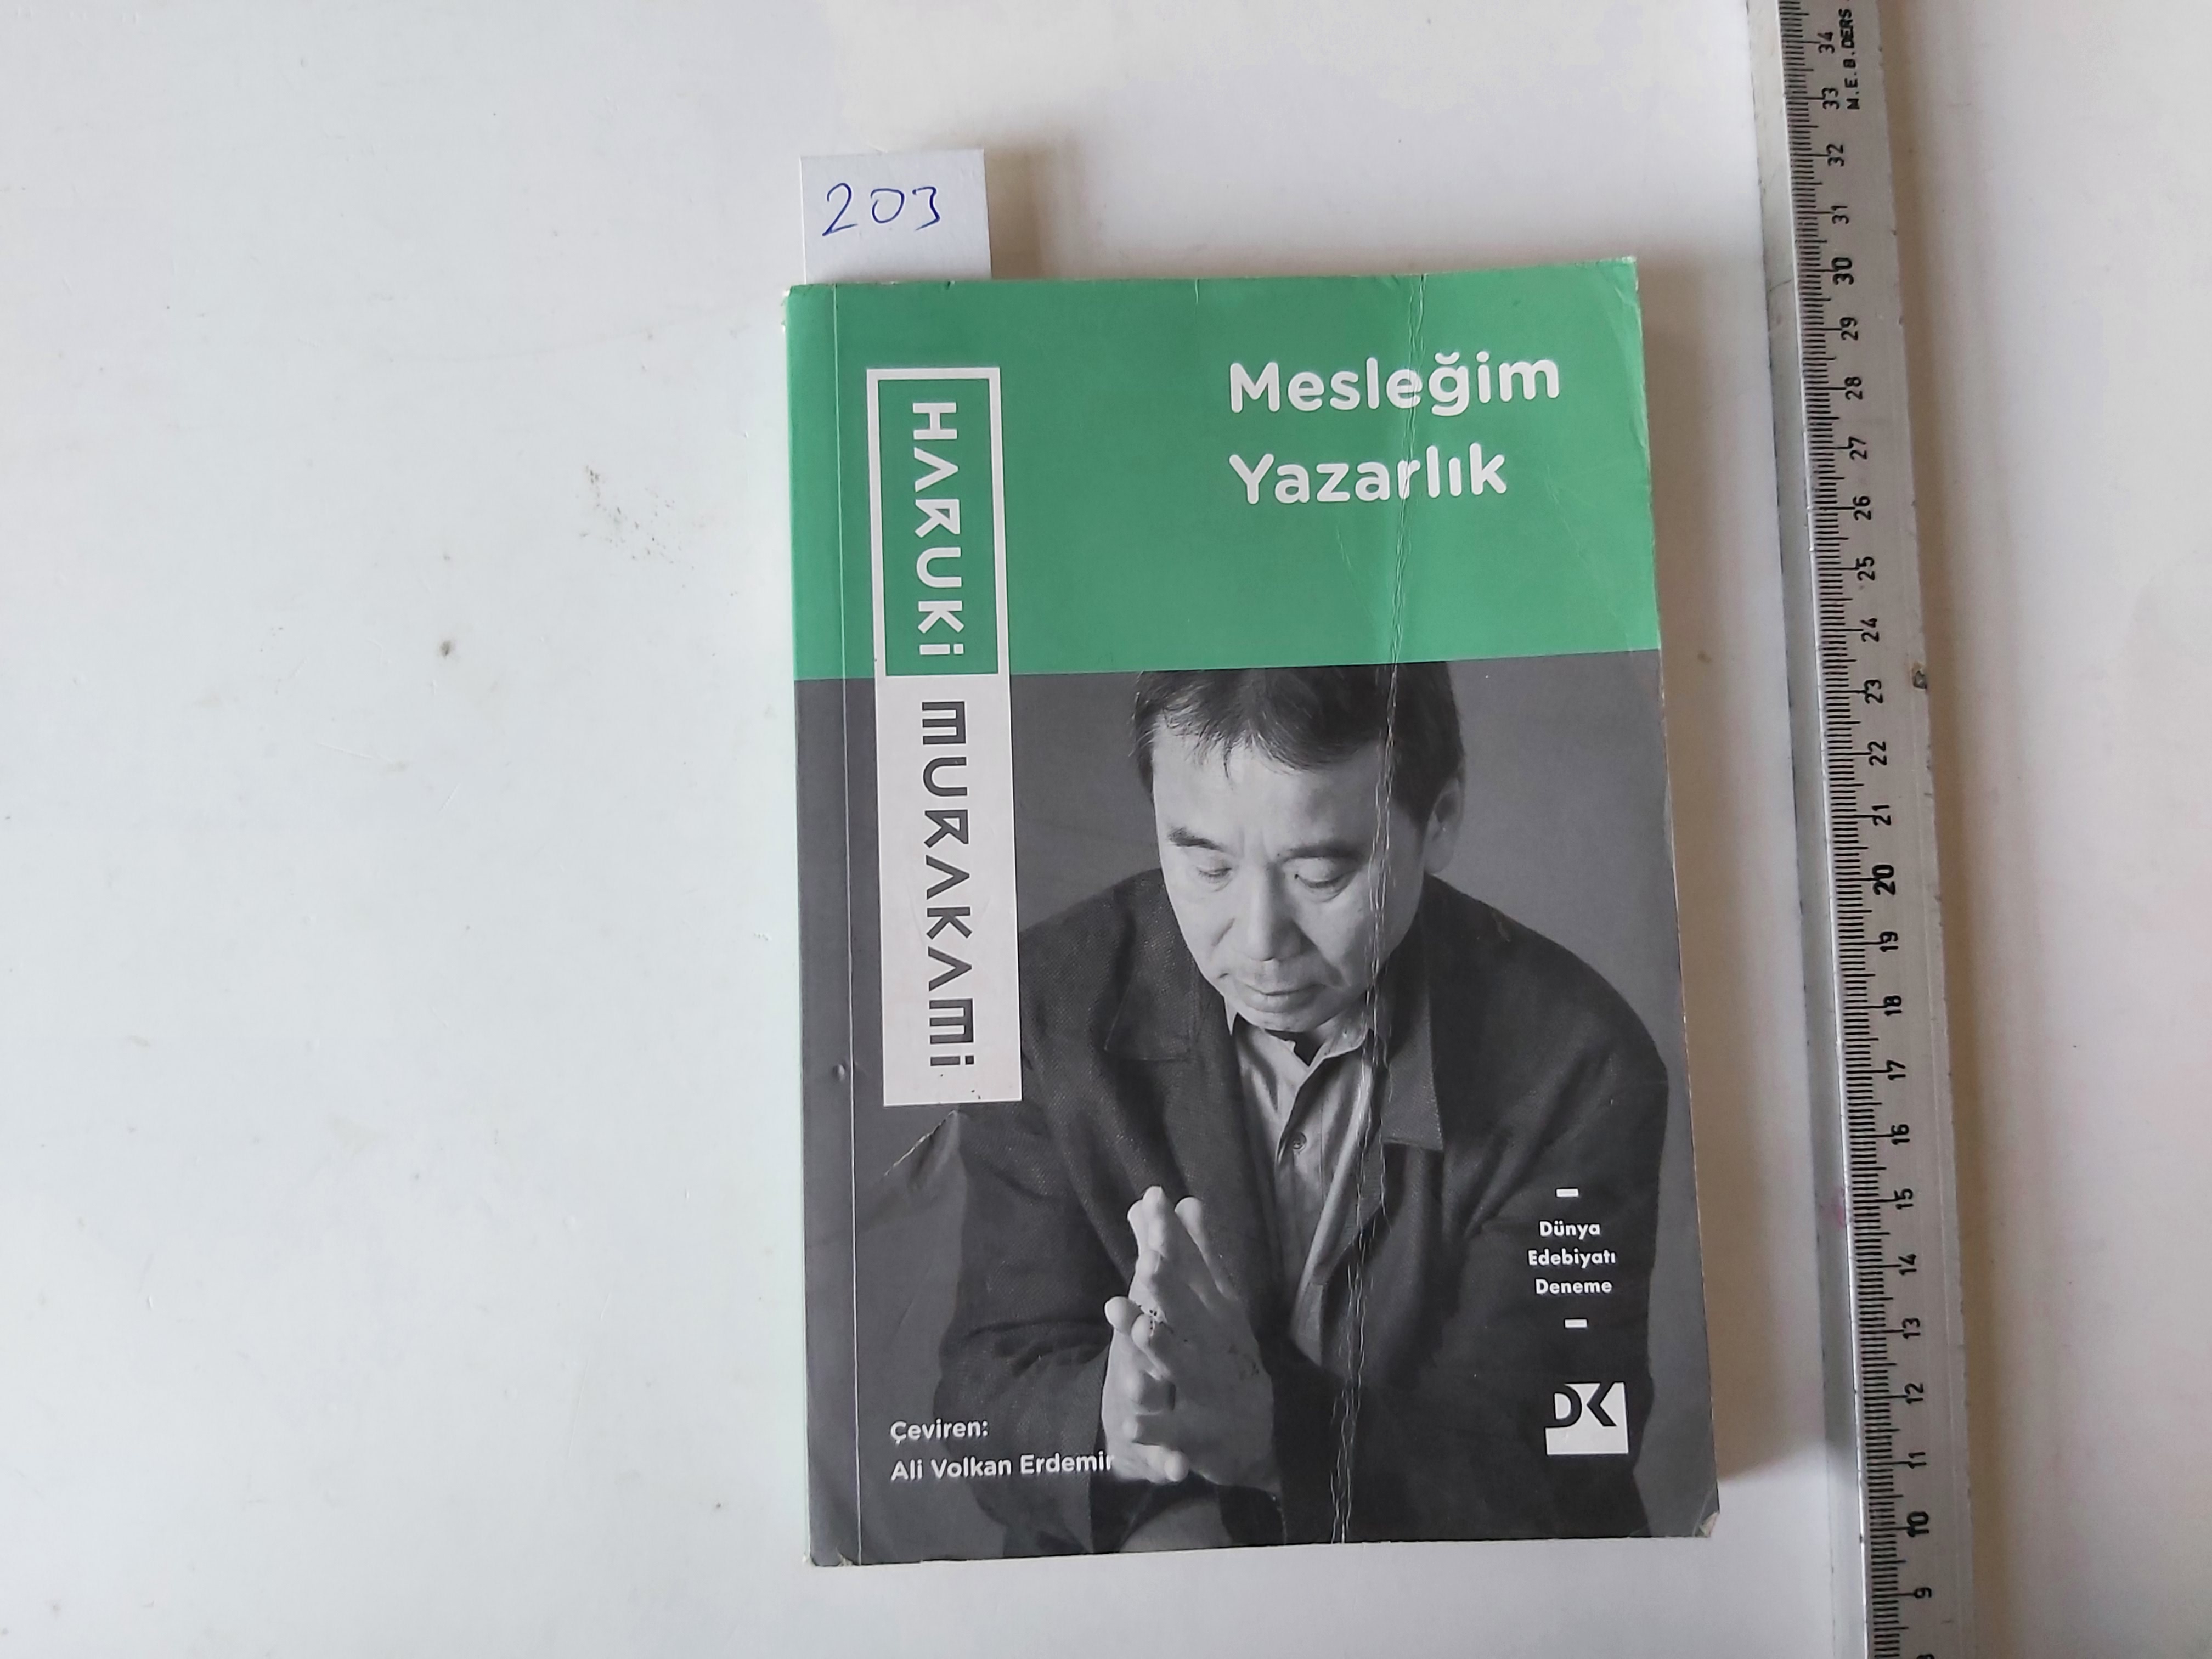 203
Mesleğim
Yazarlık
HARUKİ MURAKAMİ
Dünya
Edebiyatı
Deneme
DK
Çeviren:
Ali Volkan Erdemir
M.E.B. DERS
34
33
32
31
30
29
28
27
26
25
24
23
22
21
20
19
18
17
16
15
14
13
12
11
10
9